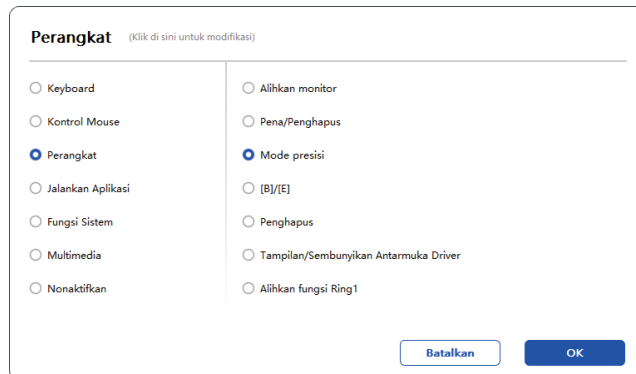 Perangkat (Klik di sini untuk modifikasi)
Keyboard
Alihkan monitor
Kontrol Mouse
Pena/Penghapus
Perangkat
Mode presisi
Jalankan Aplikasi
[B]/[E]
Fungsi Sistem
Penghapus
Multimedia
Tampilan/Sembunyikan Antarmuka Driver
Nonaktifkan
Alihkan fungsi Ring1
Batalkan
OK